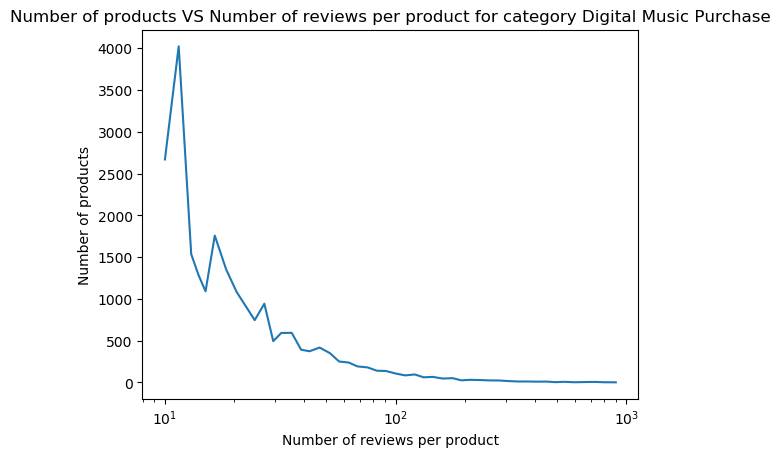 Number of products VS Number of reviews per product for category Digital Music Purchase
4000
3500
3000
2500
2000
1500
1000
500
0
Number of products
10¹ 10² 10³
Number of reviews per product